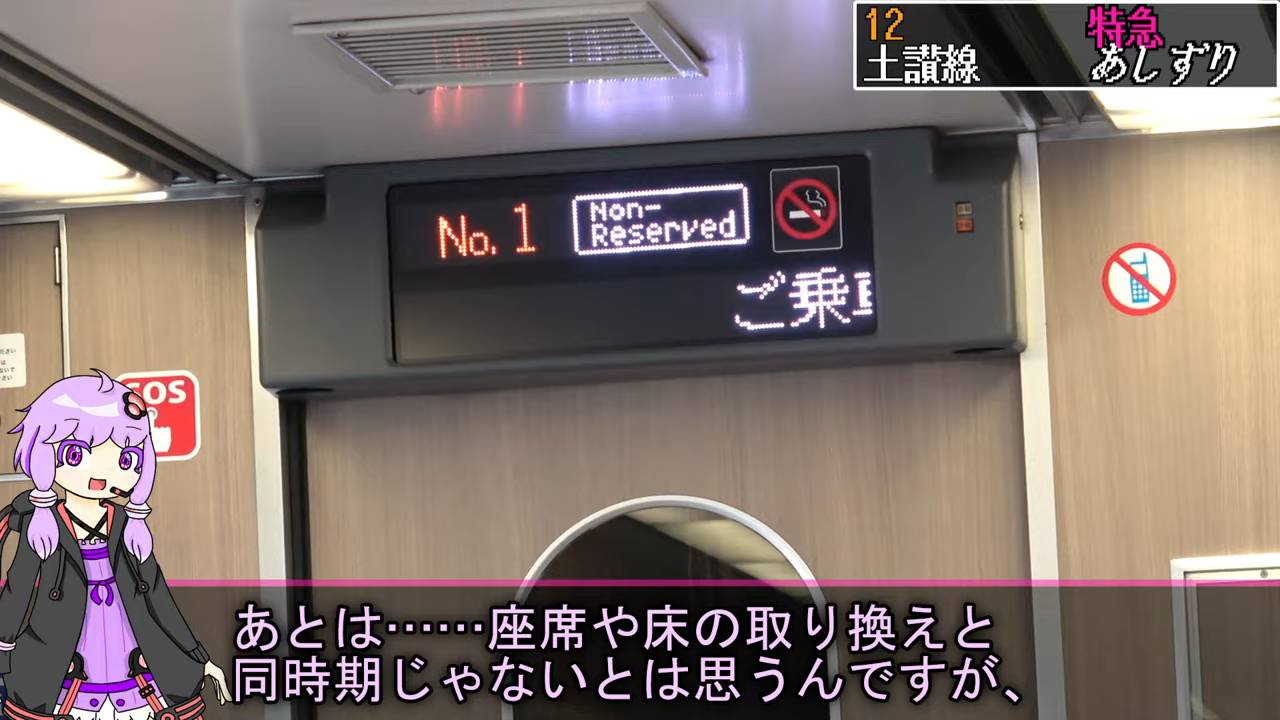 12
土讃線
特急
あしずり
No. 1
Non-
Reserved
ご乗
SOS
あとは……座席や床の取り換えと
同時期じゃないとは思うんですが、